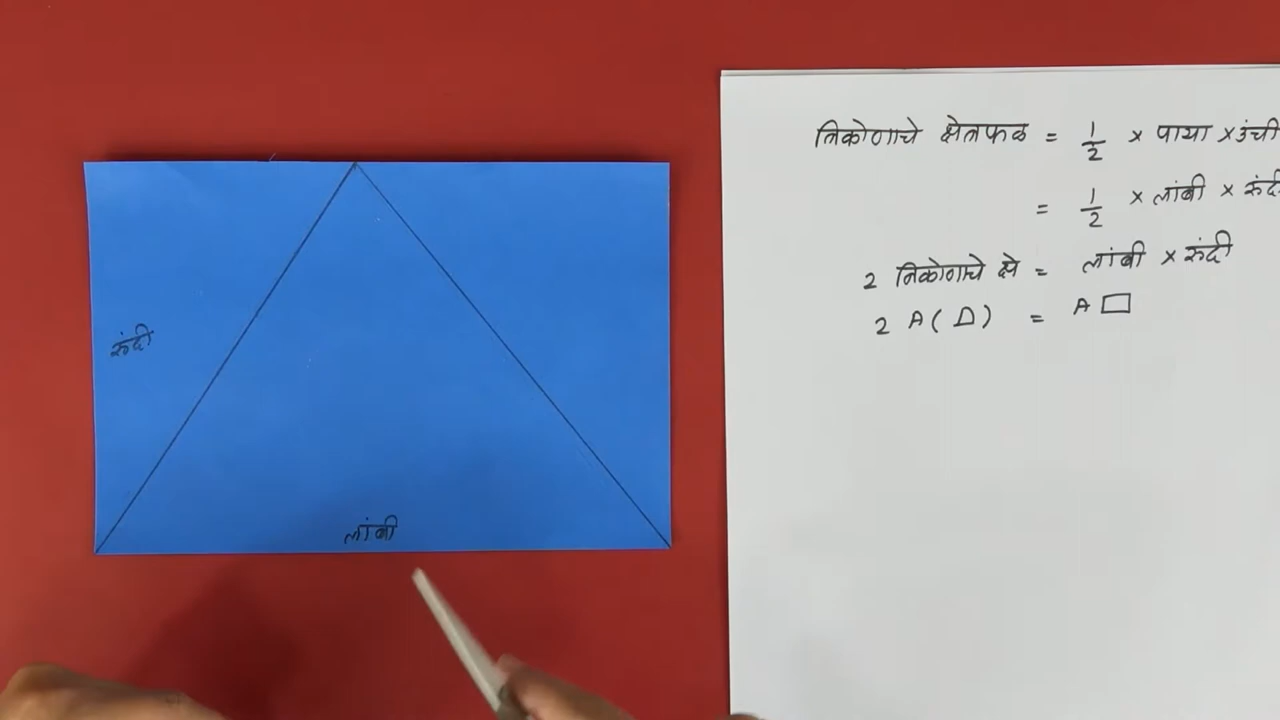 रुंदी
लांबी
त्रिकोणाचे क्षेत्रफळ = 1/2 × पाया × उंची
= 1/2 × लांबी × रुंदी
2 त्रिकोणाचे क्षे = लांबी × रुंदी
2 A(△) = A▭